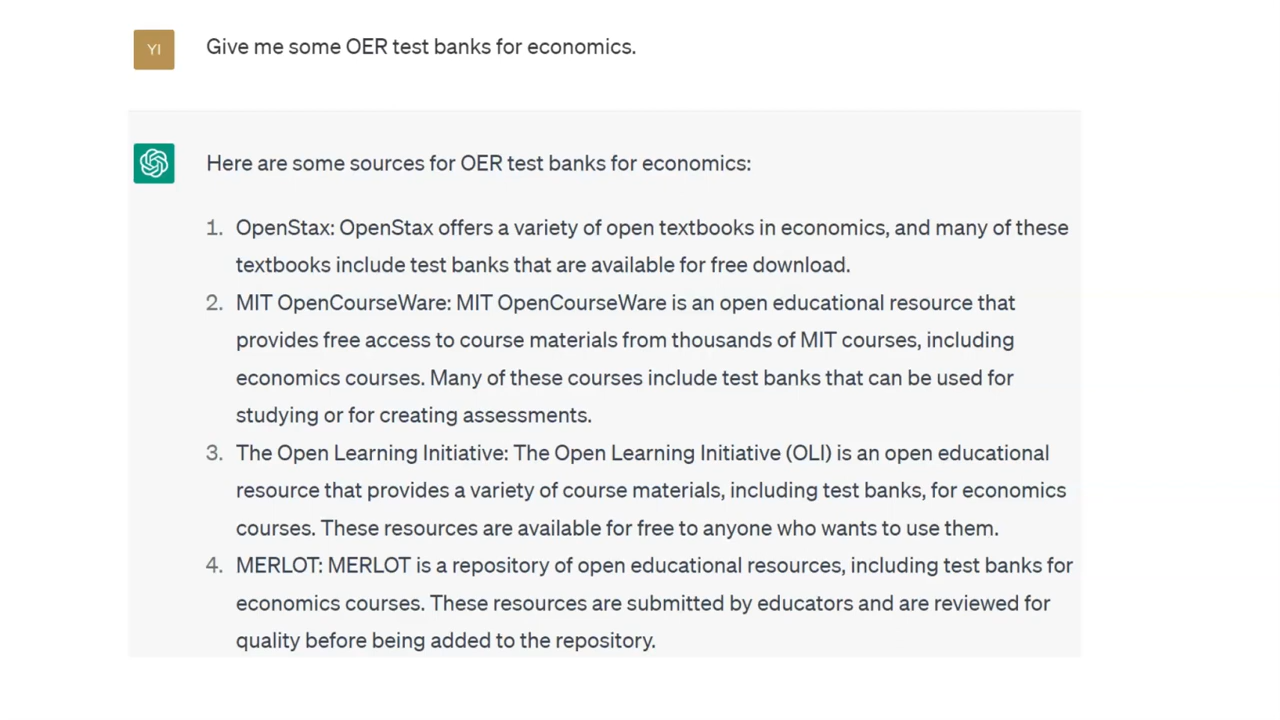 YI
Give me some OER test banks for economics.
Here are some sources for OER test banks for economics:
1. OpenStax: OpenStax offers a variety of open textbooks in economics, and many of these
textbooks include test banks that are available for free download.
2. MIT OpenCourseWare: MIT OpenCourseWare is an open educational resource that
provides free access to course materials from thousands of MIT courses, including
economics courses. Many of these courses include test banks that can be used for
studying or for creating assessments.
3. The Open Learning Initiative: The Open Learning Initiative (OLI) is an open educational
resource that provides a variety of course materials, including test banks, for economics
courses. These resources are available for free to anyone who wants to use them.
4. MERLOT: MERLOT is a repository of open educational resources, including test banks for
economics courses. These resources are submitted by educators and are reviewed for
quality before being added to the repository.